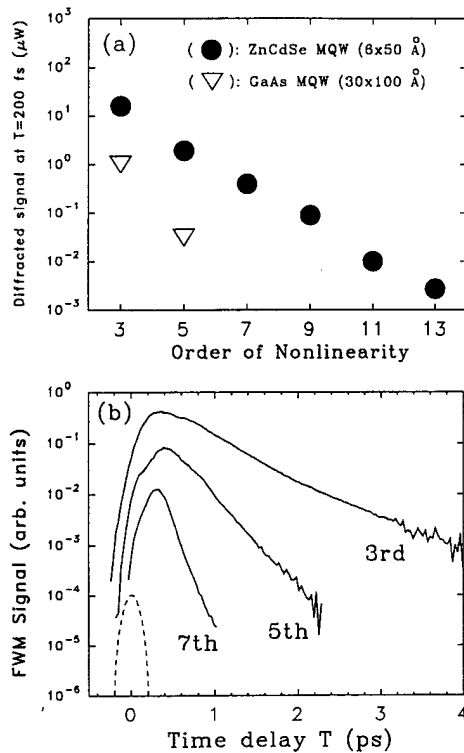 (a)
(●): ZnCdSe MQW (6x50 Å)
(▽): GaAs MQW (30x100 Å)
Diffracted signal at T=200 fs (μW)
10³
10²
10¹
10⁰
10⁻¹
10⁻²
10⁻³
3 5 7 9 11 13
Order of Nonlinearity
(b)
FWM Signal (arb. units)
10⁰
10⁻¹
10⁻²
10⁻³
10⁻⁴
10⁻⁵
10⁻⁶
3rd
5th
7th
0 1 2 3 4
Time delay T (ps)